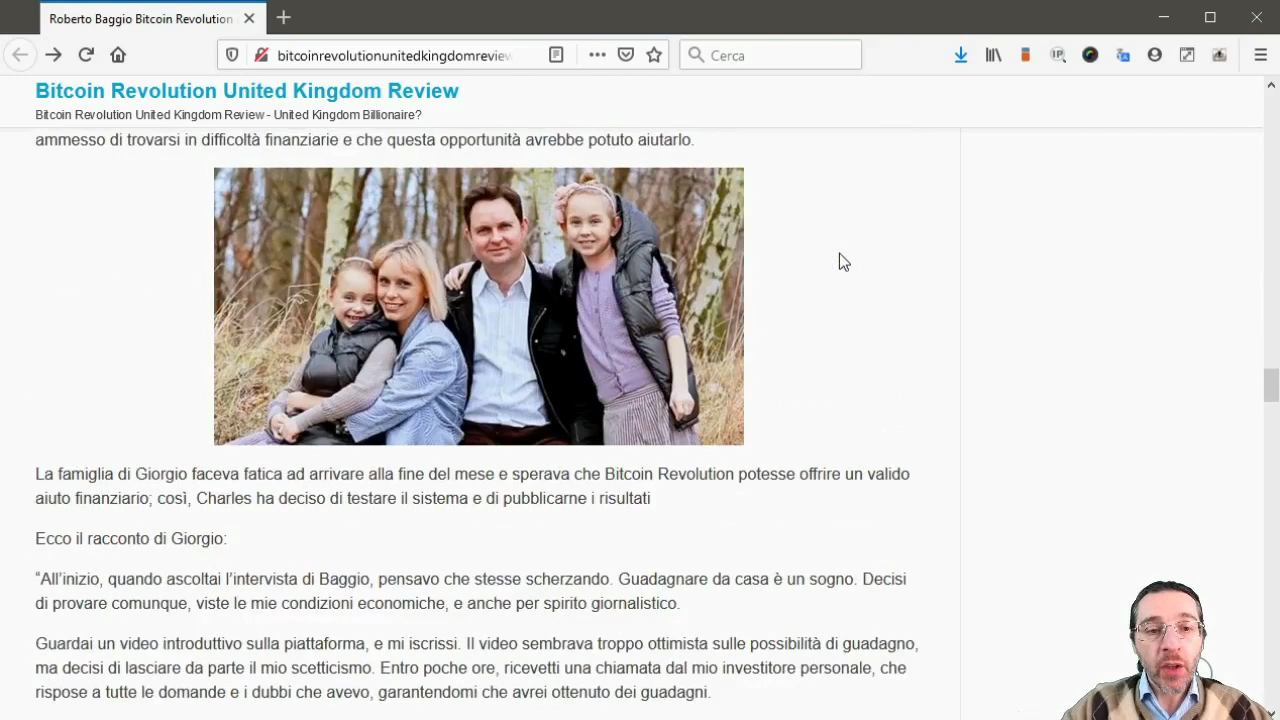 Roberto Baggio Bitcoin Revolution
bitcoinrevolutionunitedkingdomreview
Cerca
IP
Bitcoin Revolution United Kingdom Review
Bitcoin Revolution United Kingdom Review - United Kingdom Billionaire?
ammesso di trovarsi in difficoltà finanziarie e che questa opportunità avrebbe potuto aiutarlo.
La famiglia di Giorgio faceva fatica ad arrivare alla fine del mese e sperava che Bitcoin Revolution potesse offrire un valido
aiuto finanziario; così, Charles ha deciso di testare il sistema e di pubblicarne i risultati
Ecco il racconto di Giorgio:
“All’inizio, quando ascoltai l’intervista di Baggio, pensavo che stesse scherzando. Guadagnare da casa è un sogno. Decisi
di provare comunque, viste le mie condizioni economiche, e anche per spirito giornalistico.
Guardai un video introduttivo sulla piattaforma, e mi iscrissi. Il video sembrava troppo ottimista sulle possibilità di guadagno,
ma decisi di lasciare da parte il mio scetticismo. Entro poche ore, ricevetti una chiamata dal mio investitore personale, che
rispose a tutte le domande e i dubbi che avevo, garantendomi che avrei ottenuto dei guadagni.